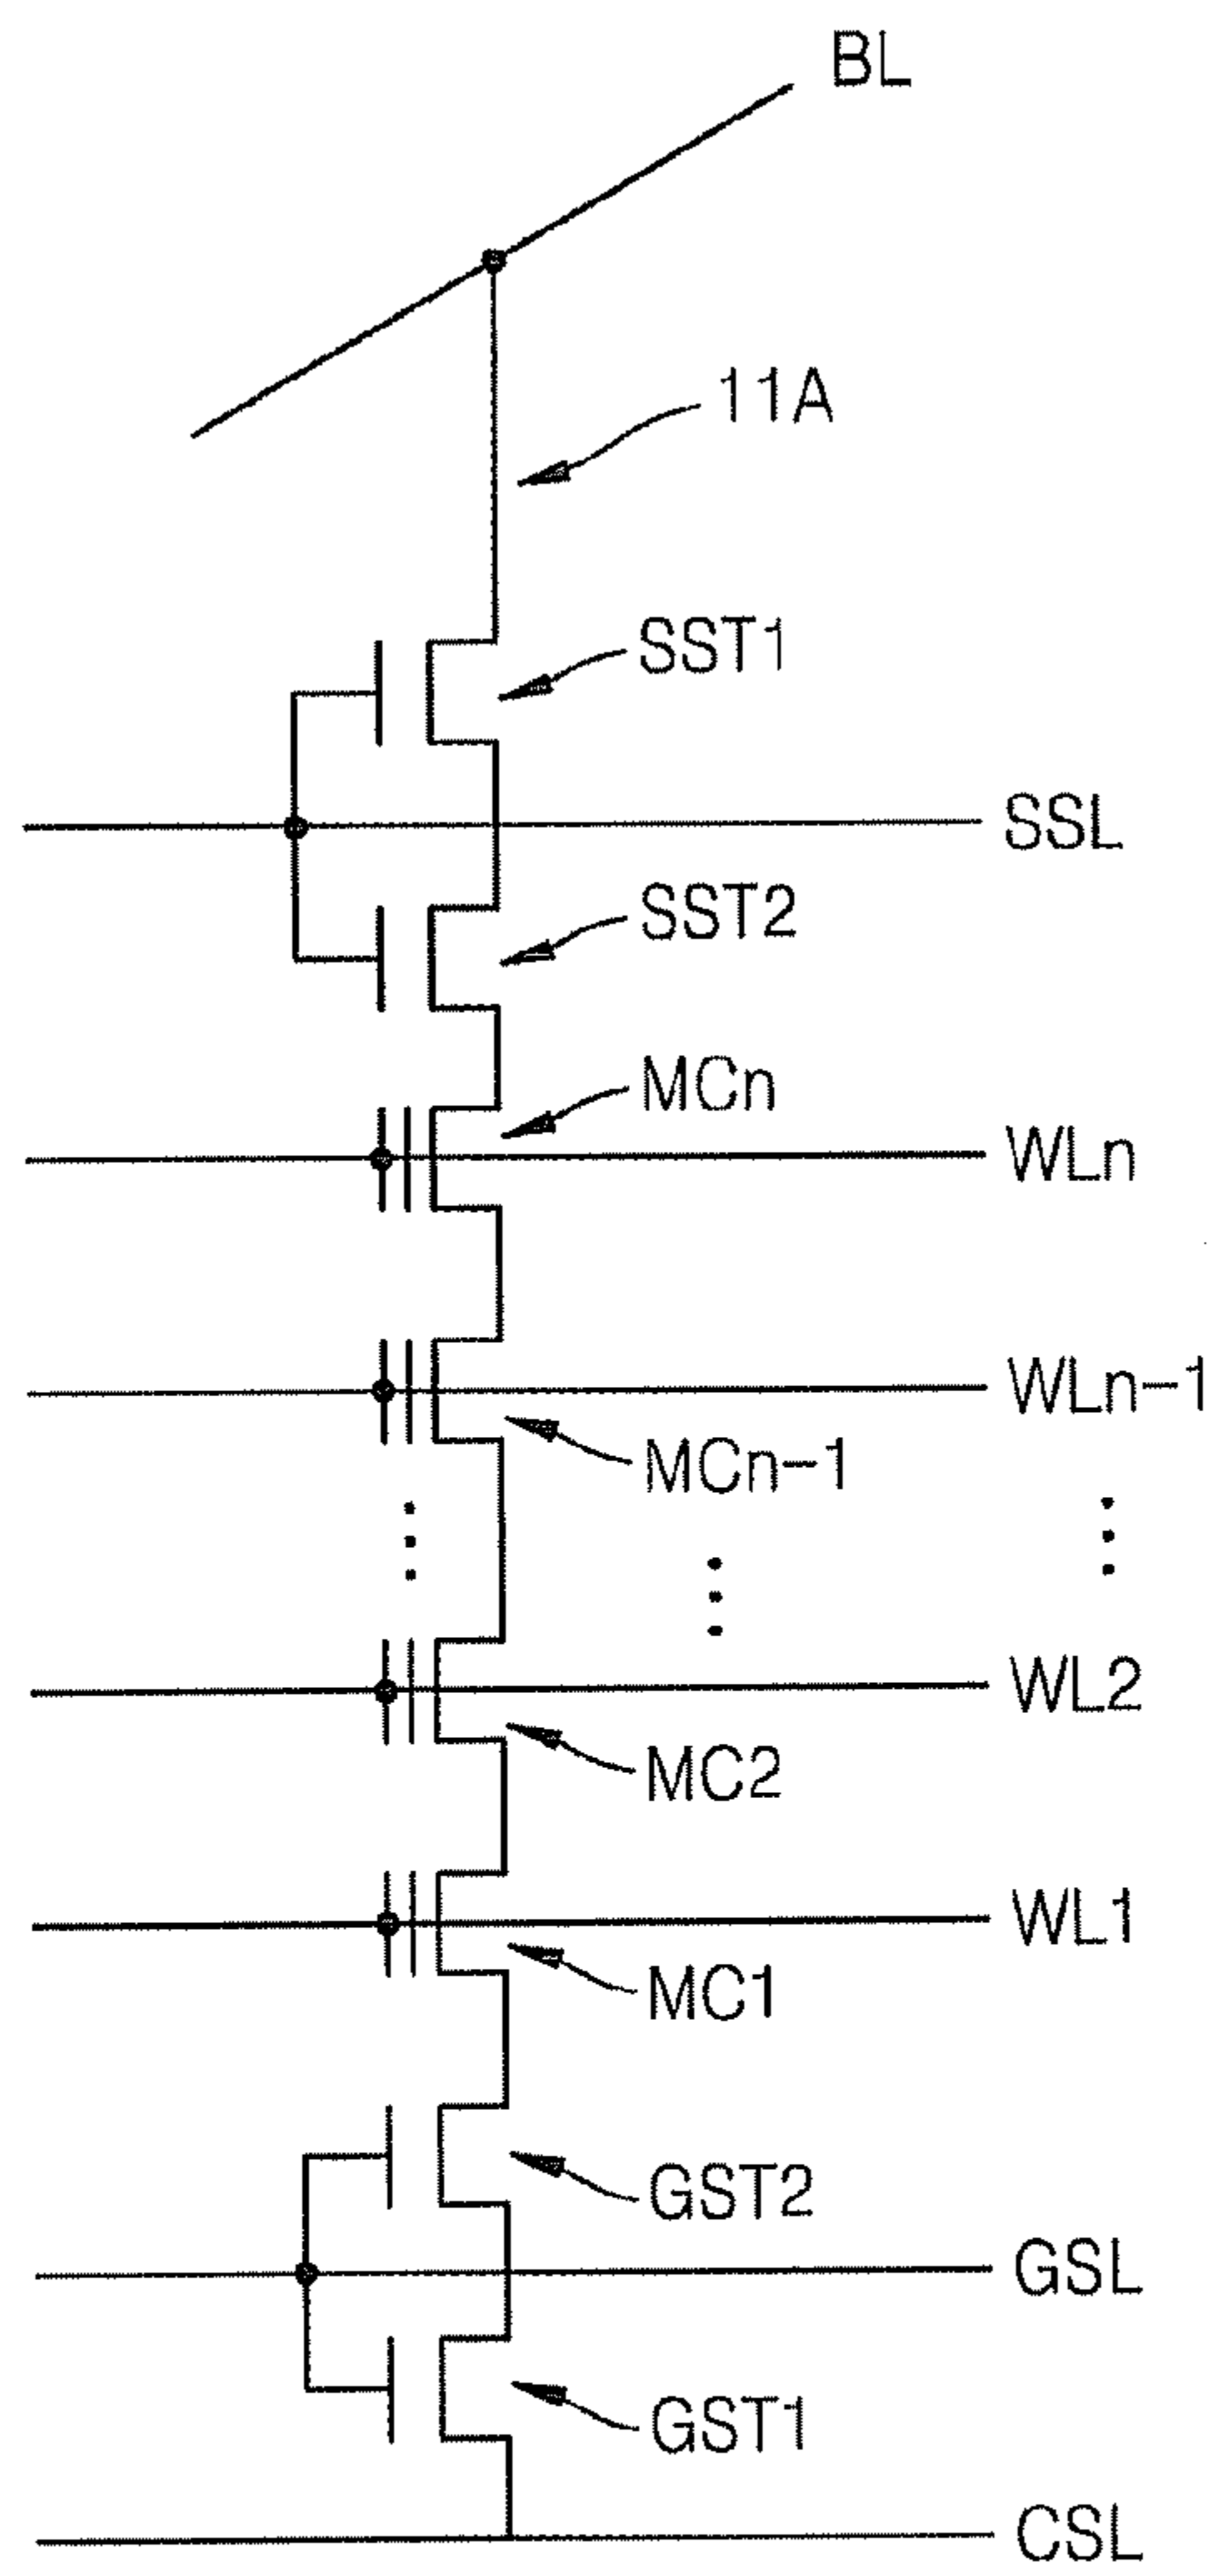 BL
11A
SST1
SSL
SST2
MCn
WLn
WLn-1
MCn-1
WL2
MC2
WL1
MC1
GST2
GSL
GST1
CSL